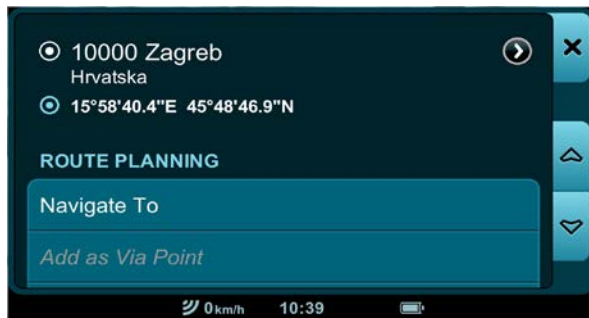 10000 Zagreb
Hrvatska
15°58'40.4"E 45°48'46.9"N
ROUTE PLANNING
Navigate To
Add as Via Point
0km/h 10:39